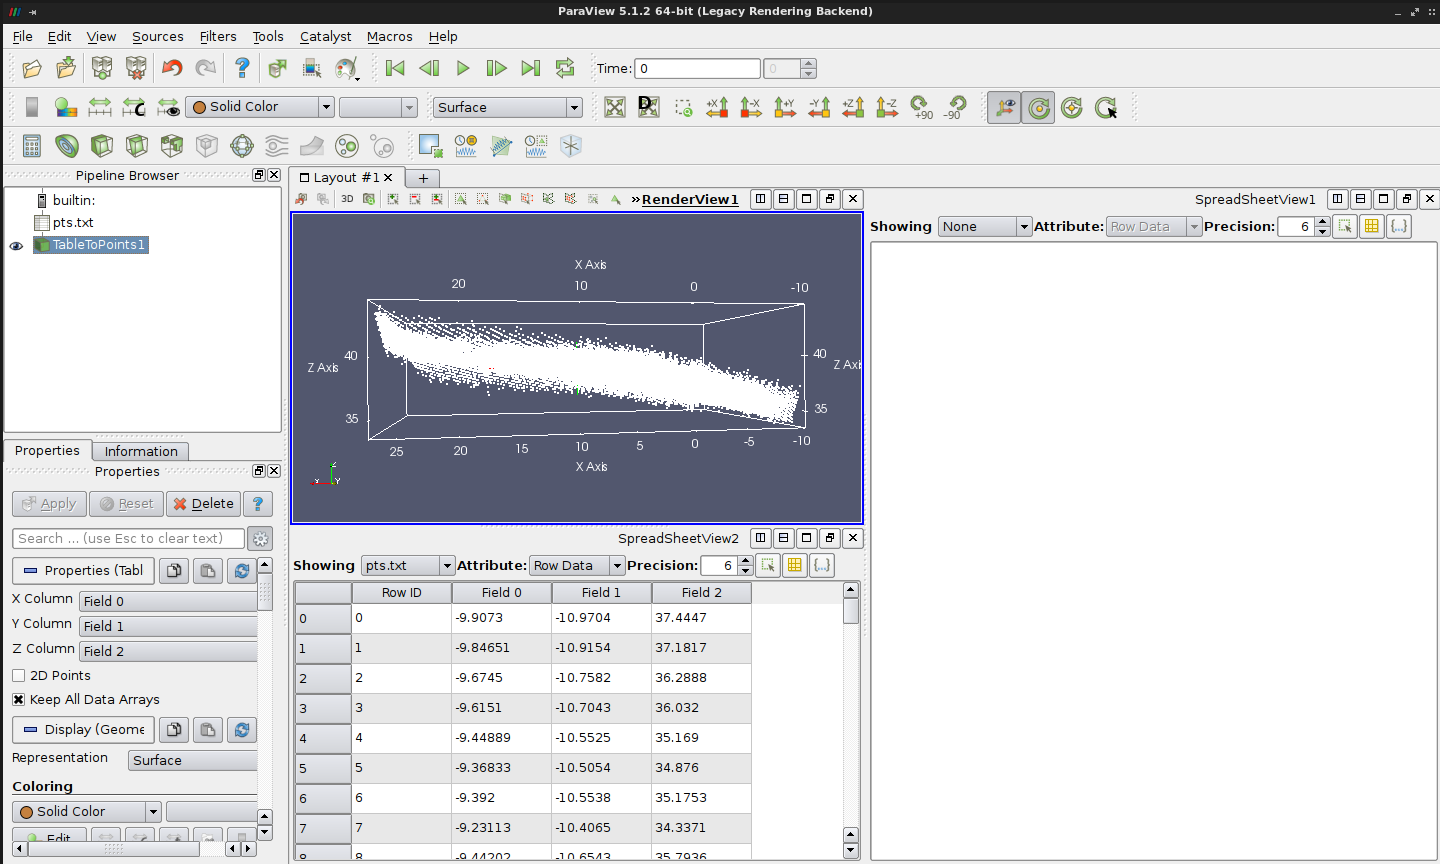 ParaView 5.1.2 64-bit (Legacy Rendering Backend)
File Edit View Sources Filters Tools Catalyst Macros Help
Time: 0 0
Solid Color Surface +X -X +Y -Y +Z -Z +90 -90
Pipeline Browser
builtin:
pts.txt
TableToPoints1
Properties Information
Properties
Apply Reset Delete ?
Search ... (use Esc to clear text)
Properties (Tabl
X Column Field 0
Y Column Field 1
Z Column Field 2
2D Points
Keep All Data Arrays
Display (Geome
Representation Surface
Coloring
Solid Color
Edit
Layout #1 +
3D » RenderView1
X Axis
20 10 0 -10
40 40
Z Axis Z Axi
35 35
25 20 15 10 5 0 -5 -10
X Axis
X Z Y
SpreadSheetView2
Showing pts.txt Attribute: Row Data Precision: 6 {...}
Row ID Field 0 Field 1 Field 2
0 0 -9.9073 -10.9704 37.4447
1 1 -9.84651 -10.9154 37.1817
2 2 -9.6745 -10.7582 36.2888
3 3 -9.6151 -10.7043 36.032
4 4 -9.44889 -10.5525 35.169
5 5 -9.36833 -10.5054 34.876
6 6 -9.392 -10.5538 35.1753
7 7 -9.23113 -10.4065 34.3371
8 8 -9.44202 -10.6543 35.7936
SpreadSheetView1
Showing None Attribute: Row Data Precision: 6 {...}